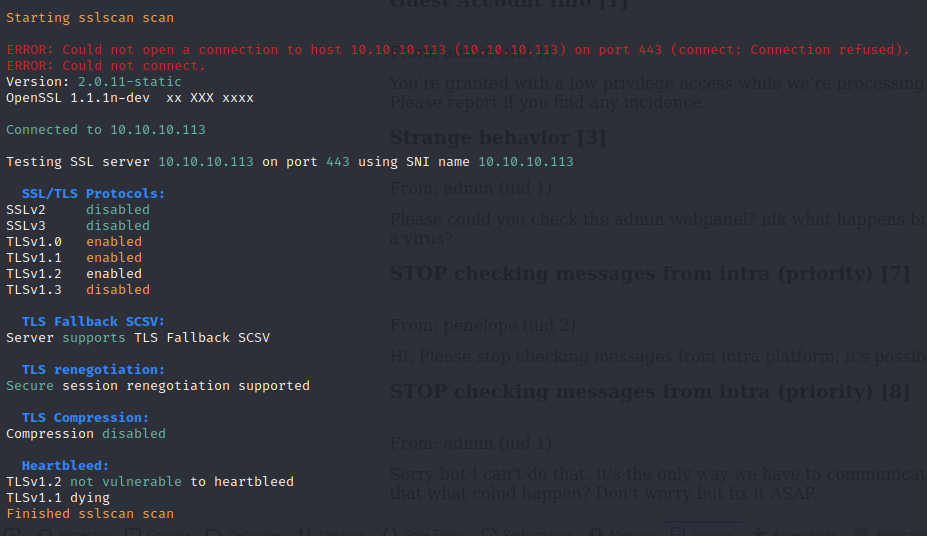 Starting sslscan scan
ERROR: Could not open a connection to host 10.10.10.113 (10.10.10.113) on port 443 (connect: Connection refused).
ERROR: Could not connect.
Version: 2.0.11-static
OpenSSL 1.1.1n-dev  xx XXX xxxx
Connected to 10.10.10.113
Testing SSL server 10.10.10.113 on port 443 using SNI name 10.10.10.113
SSL/TLS Protocols:
SSLv2     disabled
SSLv3     disabled
TLSv1.0   enabled
TLSv1.1   enabled
TLSv1.2   enabled
TLSv1.3   disabled
TLS Fallback SCSV:
Server supports TLS Fallback SCSV
TLS renegotiation:
Secure session renegotiation supported
TLS Compression:
Compression disabled
Heartbleed:
TLSv1.2 not vulnerable to heartbleed
TLSv1.1 dying
Finished sslscan scan
Guest Account Info [1]
From: admin (uid 1)
You're granted with a low privilege access while we're processing
Please report if you find any incidence.
Strange behavior [3]
From: admin (uid 1)
Please could you check the admin webpanel? idk what happens
a virus?
STOP checking messages from intra (priority) [7]
From: penelope (uid 2)
Hi, Please stop checking messages from intra platform, it's
STOP checking messages from intra (priority) [8]
From: admin (uid 1)
Sorry but I can't do that. It's the only way we have to
that what colud happen? Don't worry but fix it ASAP.
Inspector Console Debugger Network Style Editor Performance Memory Storage Accessibility